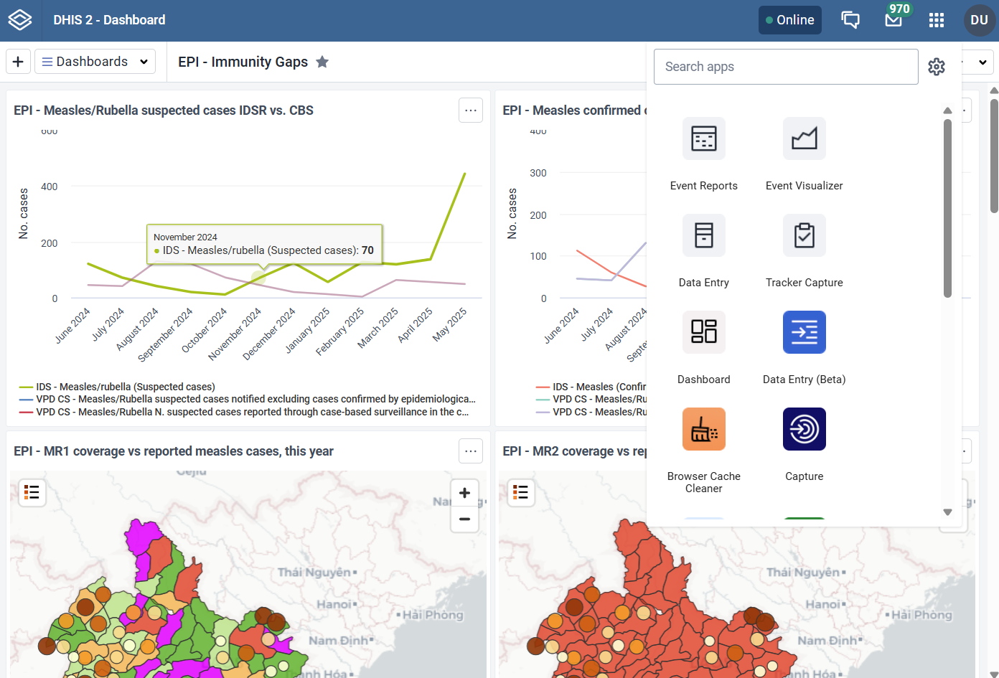 DHIS 2 - Dashboard
Online
970
DU
Dashboards
EPI - Immunity Gaps
Search apps
EPI - Measles/Rubella suspected cases IDSR vs. CBS
600
400
200
0
No. cases
November 2024
IDS - Measles/rubella (Suspected cases): 70
June 2024
July 2024
August 2024
September 2024
October 2024
November 2024
December 2024
January 2025
February 2025
March 2025
April 2025
May 2025
IDS - Measles/rubella (Suspected cases)
VPD CS - Measles/Rubella suspected cases notified excluding cases confirmed by epidemiologica...
VPD CS - Measles/Rubella N. suspected cases reported through case-based surveillance in the c...
EPI - Measles confirmed
400
300
200
100
0
No. cases
June 2024
July 2024
August 2024
IDS - Measles (Confir
VPD CS - Measles/Ru
VPD CS - Measles/Ru
Event Reports
Event Visualizer
Data Entry
Tracker Capture
Dashboard
Data Entry (Beta)
Browser Cache
Cleaner
Capture
EPI - MR1 coverage vs reported measles cases, this year
Gejiu
Thái Nguyên
Hanoi
Hải Phòng
Nam Định
EPI - MR2 coverage vs
Thái Nguyên
Hanoi
Hải Phòng
Nam Định